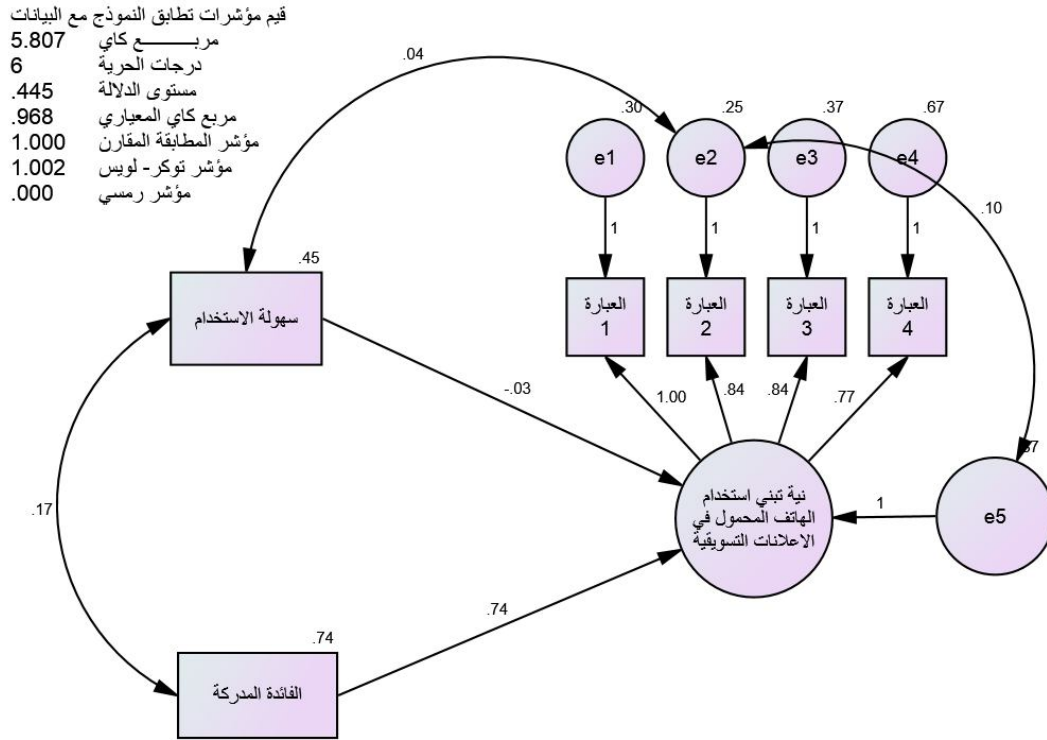 قيم مؤشرات تطابق النموذج مع البيانات
مربـــــــــع كاي 5.807
درجات الحرية 6
مستوى الدلالة .445
مربع كاي المعياري .968
مؤشر المطابقة المقارن 1.000
مؤشر توكر- لويس 1.002
مؤشر رمسي .000
.04
.30 .25 .37 .67
e1 e2 e3 e4
.10
1 1 1 1
.45
سهولة الاستخدام
العبارة 1
العبارة 2
العبارة 3
العبارة 4
-.03
1.00 .84 .84 .77
.17
نية تبني استخدام
الهاتف المحمول في
الاعلانات التسويقية
1
e5
.74
.74
الفائدة المدركة